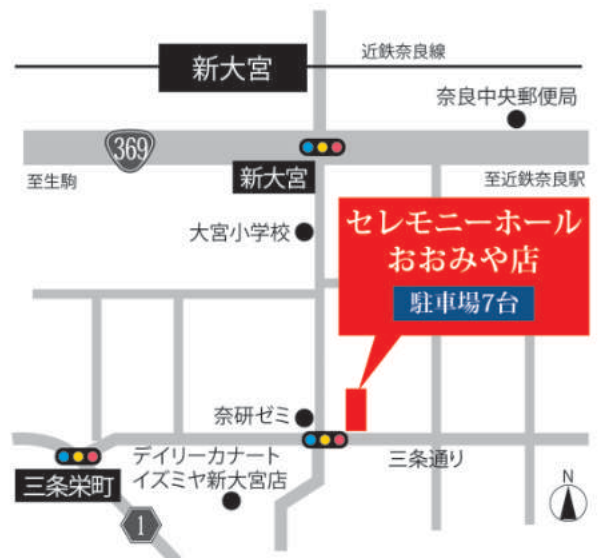 近鉄奈良線
新大宮
奈良中央郵便局
369
至生駒
新大宮
至近鉄奈良駅
大宮小学校
セレモニーホール
おおみや店
駐車場7台
奈研ゼミ
三条通り
デイリーカナート
イズミヤ新大宮店
三条栄町
1
N